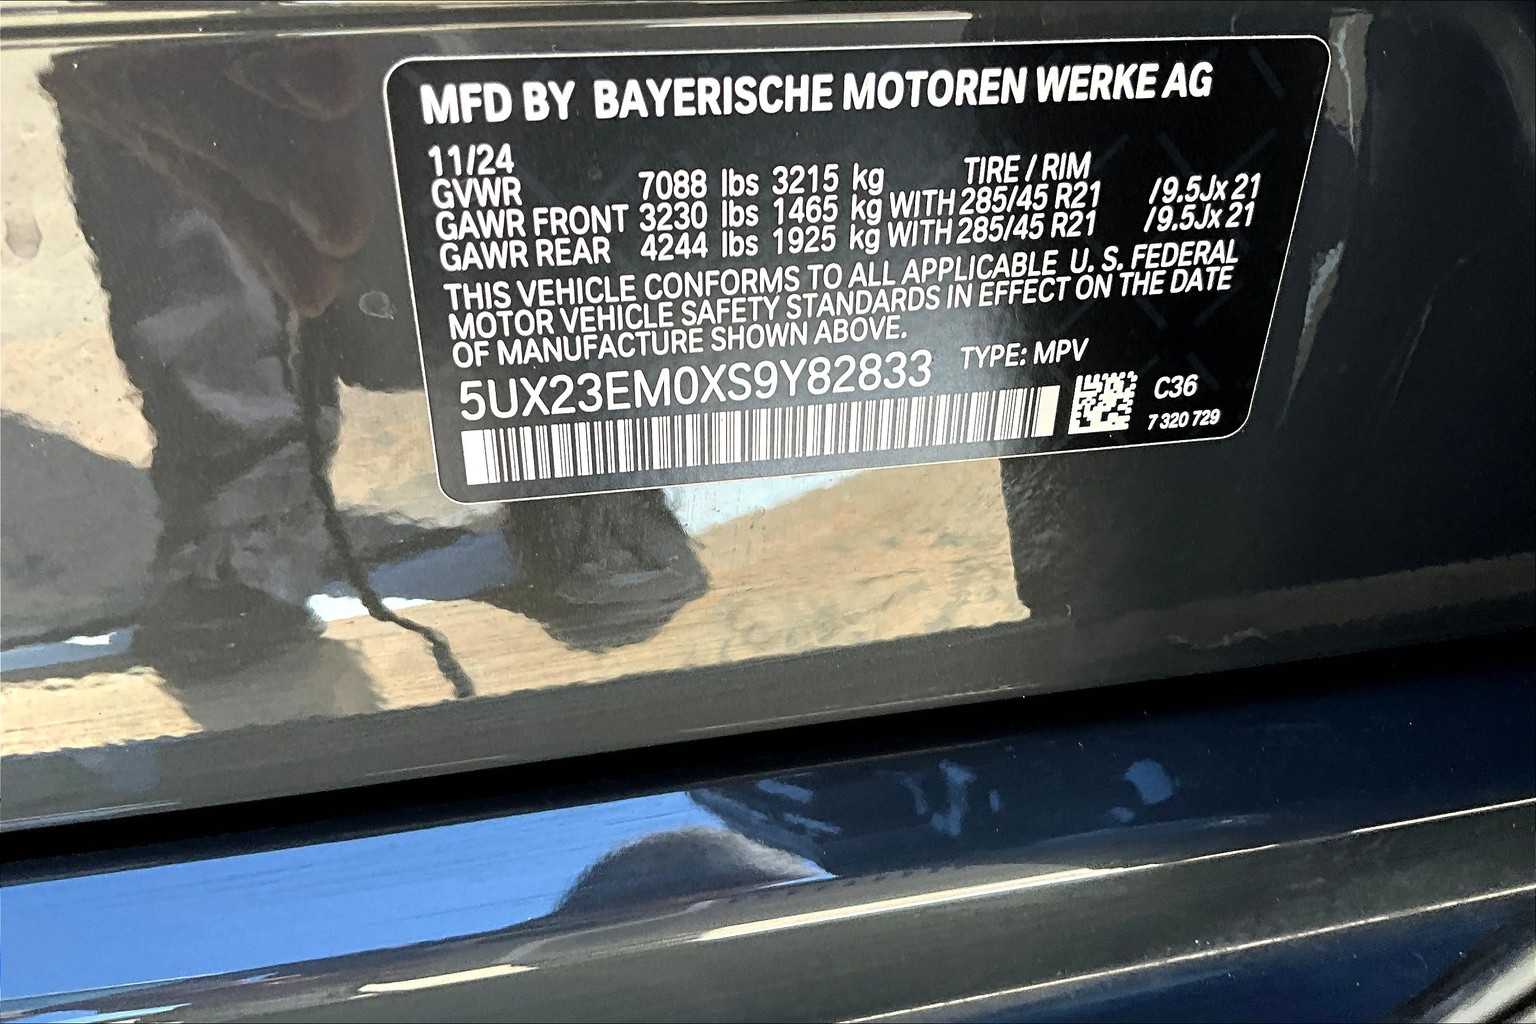 MFD BY BAYERISCHE MOTOREN WERKE AG
11/24 TIRE / RIM
GVWR 7088 lbs 3215 kg
GAWR FRONT 3230 lbs 1465 kg WITH 285/45 R21 /9.5Jx 21
GAWR REAR 4244 lbs 1925 kg WITH 285/45 R21 /9.5Jx 21
THIS VEHICLE CONFORMS TO ALL APPLICABLE U. S. FEDERAL
MOTOR VEHICLE SAFETY STANDARDS IN EFFECT ON THE DATE
OF MANUFACTURE SHOWN ABOVE.
5UX23EM0XS9Y82833 TYPE: MPV
C36
7 320 729